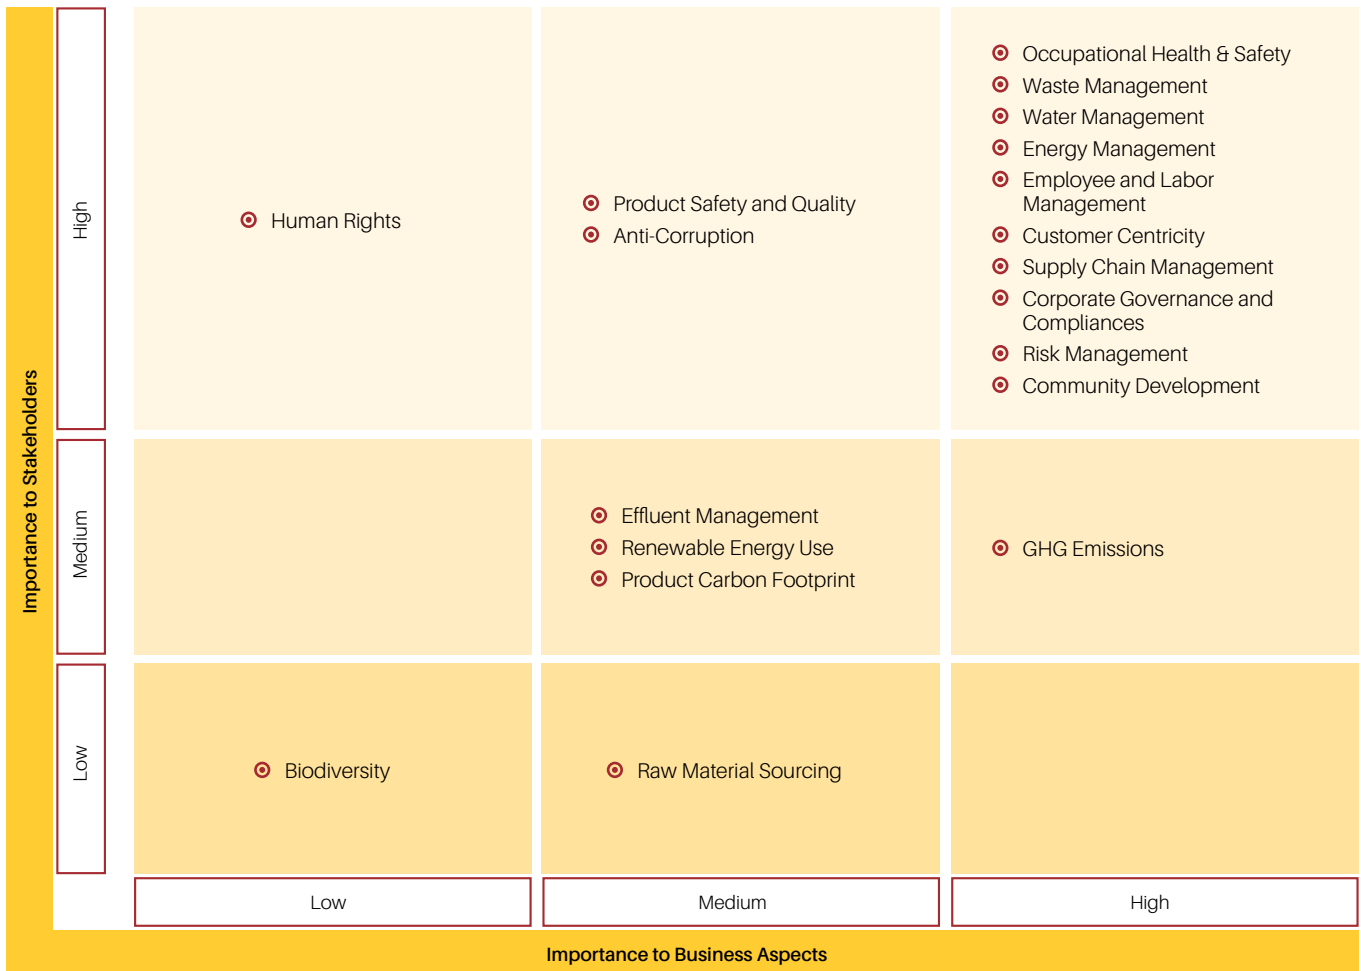 Importance to Stakeholders
High
Human Rights
Product Safety and Quality
Anti-Corruption
Occupational Health & Safety
Waste Management
Water Management
Energy Management
Employee and Labor
Management
Customer Centricity
Supply Chain Management
Corporate Governance and
Compliances
Risk Management
Community Development
Medium
Effluent Management
Renewable Energy Use
Product Carbon Footprint
GHG Emissions
Low
Biodiversity
Raw Material Sourcing
Low
Medium
High
Importance to Business Aspects